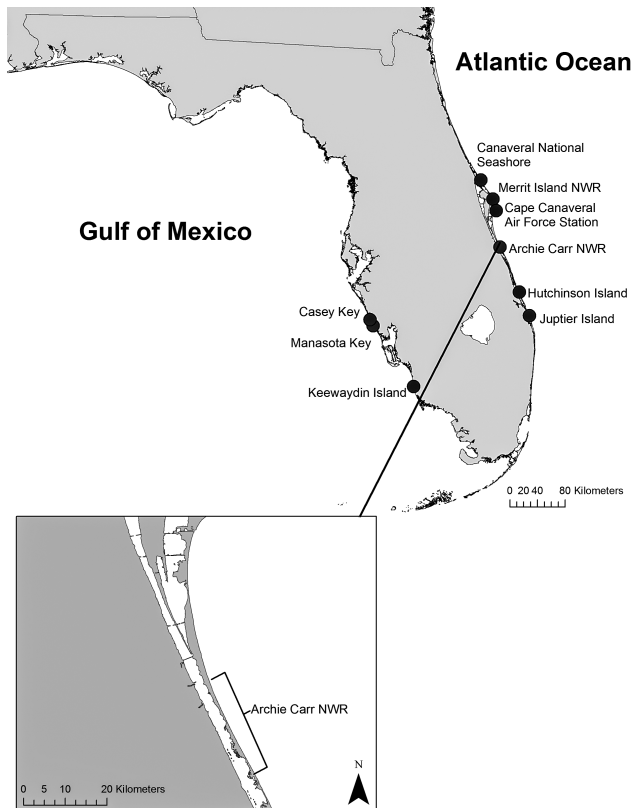 Atlantic Ocean
Canaveral National
Seashore
Merrit Island NWR
Cape Canaveral
Air Force Station
Gulf of Mexico
Archie Carr NWR
Hutchinson Island
Casey Key
Juptier Island
Manasota Key
Keewaydin Island
0 20 40 80 Kilometers
Archie Carr NWR
N
0 5 10 20 Kilometers